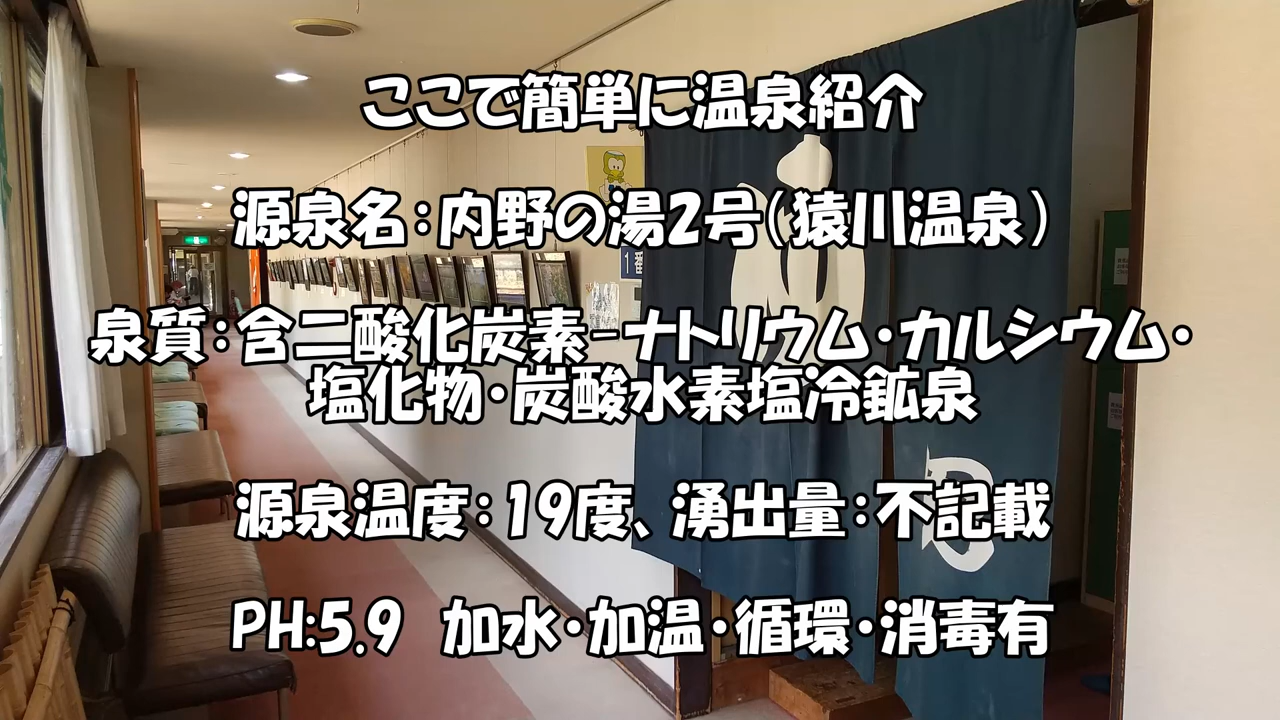 ここで簡単に温泉紹介
源泉名：内野の湯2号（猿川温泉）
1番
泉質：含二酸化炭素-ナトリウム・カルシウム・
塩化物・炭酸水素塩冷鉱泉
源泉温度：19度、湧出量：不記載
PH:5.9　加水・加温・循環・消毒有